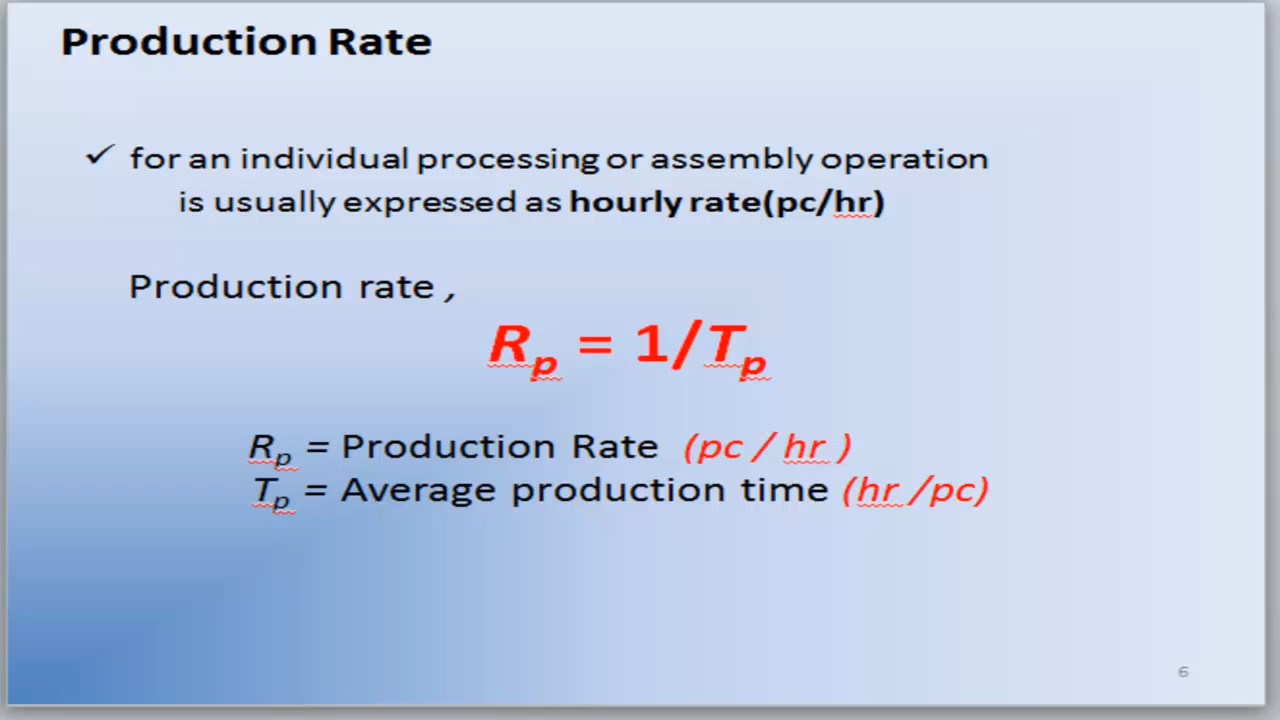 Production Rate
✓ for an individual processing or assembly operation
is usually expressed as hourly rate(pc/hr)
Production rate ,
Rp = 1/Tp
Rp = Production Rate (pc / hr )
Tp = Average production time (hr /pc)
6